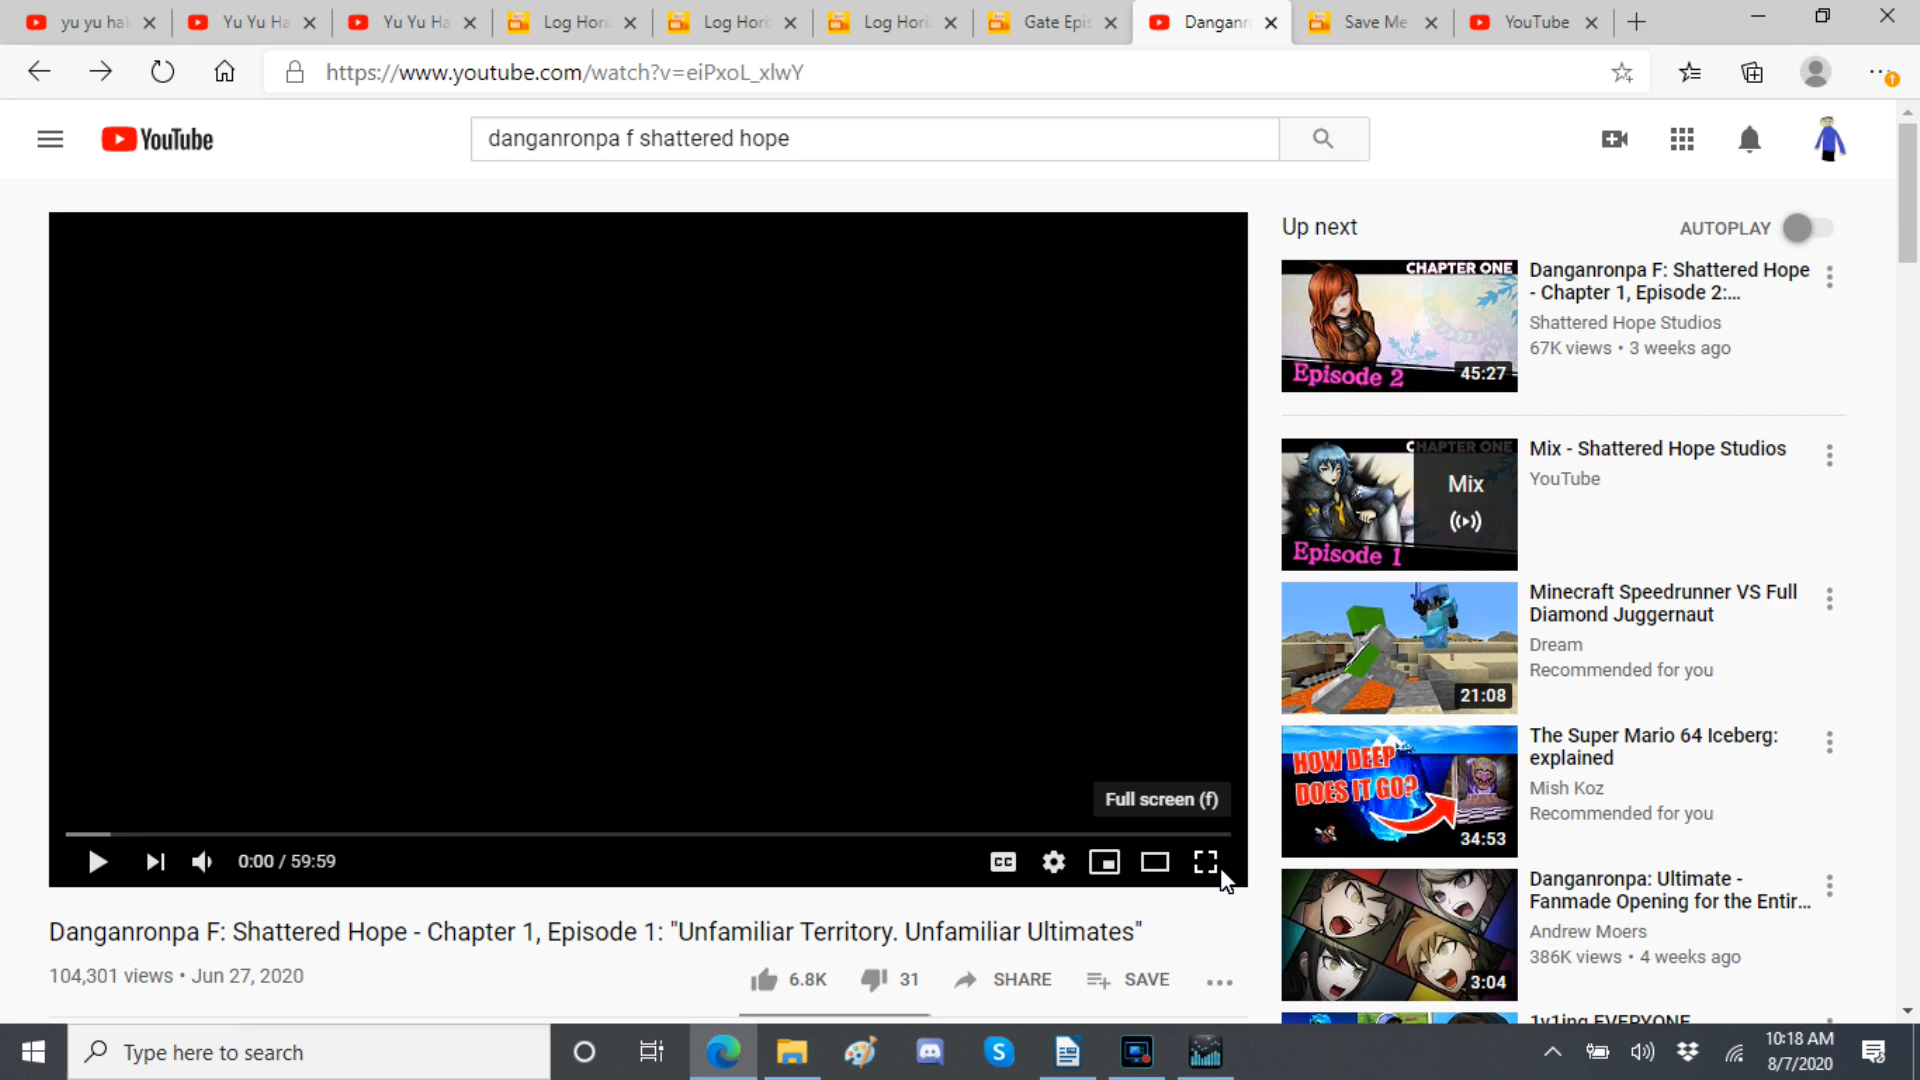 yu yu hak
Yu Yu Ha
Yu Yu Ha
Log Hori
Log Hori
Log Hori
Gate Epis
Danganr
Save Me
YouTube
https://www.youtube.com/watch?v=eiPxoL_xlwY
YouTube
danganronpa f shattered hope
Full screen (f)
0:00 / 59:59
CC
Danganronpa F: Shattered Hope - Chapter 1, Episode 1: "Unfamiliar Territory. Unfamiliar Ultimates"
104,301 views • Jun 27, 2020
6.8K
31
SHARE
SAVE
Up next
AUTOPLAY
CHAPTER ONE
Episode 2
45:27
Danganronpa F: Shattered Hope
- Chapter 1, Episode 2:...
Shattered Hope Studios
67K views • 3 weeks ago
CHAPTER ONE
Mix
Episode 1
Mix - Shattered Hope Studios
YouTube
21:08
Minecraft Speedrunner VS Full
Diamond Juggernaut
Dream
Recommended for you
HOW DEEP
DOES IT GO?
34:53
The Super Mario 64 Iceberg:
explained
Mish Koz
Recommended for you
3:04
Danganronpa: Ultimate -
Fanmade Opening for the Entir...
Andrew Moers
386K views • 4 weeks ago
1v1ing EVERYONE
Type here to search
10:18 AM
8/7/2020